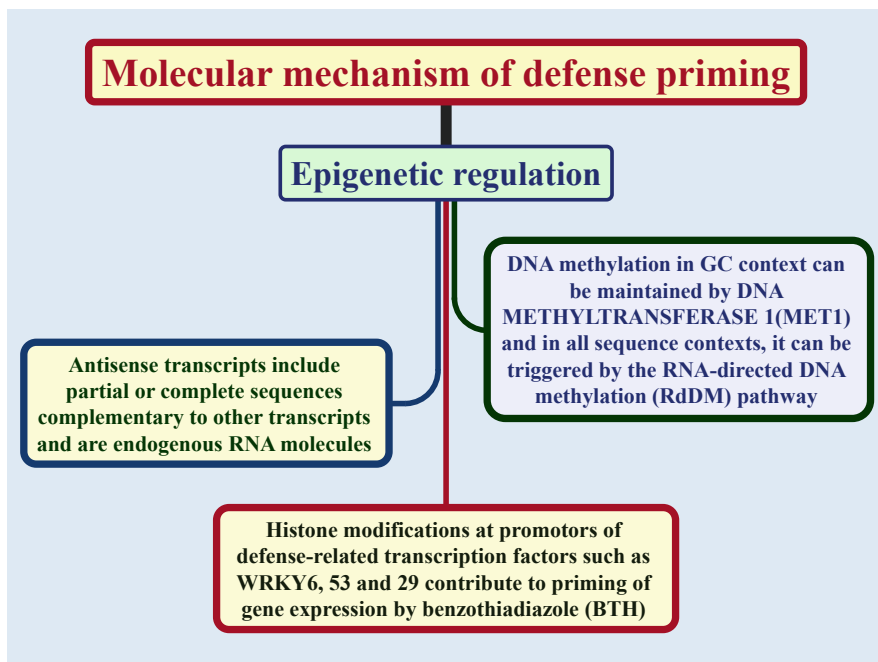 Molecular mechanism of defense priming
Epigenetic regulation
DNA methylation in GC context can
be maintained by DNA
METHYLTRANSFERASE 1(MET1)
and in all sequence contexts, it can be
triggered by the RNA-directed DNA
methylation (RdDM) pathway
Antisense transcripts include
partial or complete sequences
complementary to other transcripts
and are endogenous RNA molecules
Histone modifications at promotors of
defense-related transcription factors such as
WRKY6, 53 and 29 contribute to priming of
gene expression by benzothiadiazole (BTH)